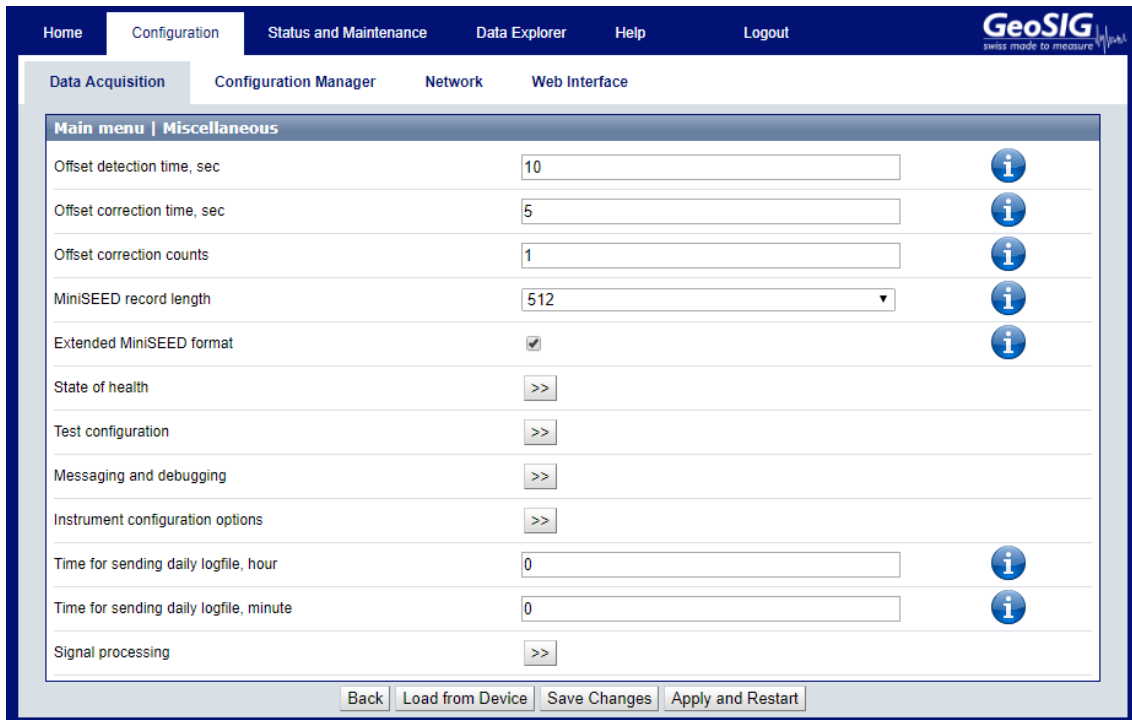 Home Configuration Status and Maintenance Data Explorer Help Logout GeoSIG
swiss made to measure
Data Acquisition Configuration Manager Network Web Interface
Main menu | Miscellaneous
Offset detection time, sec 10 i
Offset correction time, sec 5 i
Offset correction counts 1 i
MiniSEED record length 512 i
Extended MiniSEED format i
State of health >>
Test configuration >>
Messaging and debugging >>
Instrument configuration options >>
Time for sending daily logfile, hour 0 i
Time for sending daily logfile, minute 0 i
Signal processing >>
Back Load from Device Save Changes Apply and Restart